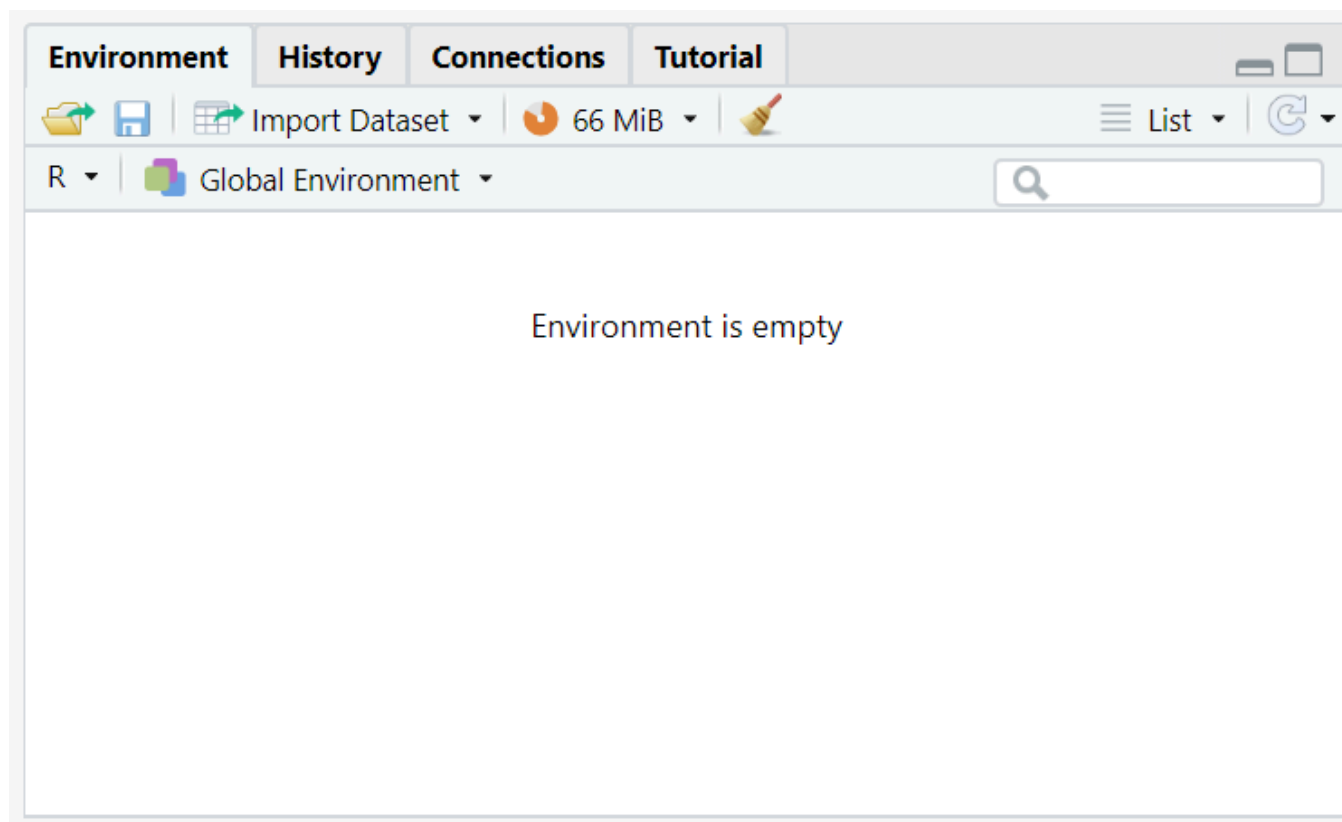 Environment History Connections Tutorial
Import Dataset 66 MiB List
R Global Environment
Environment is empty